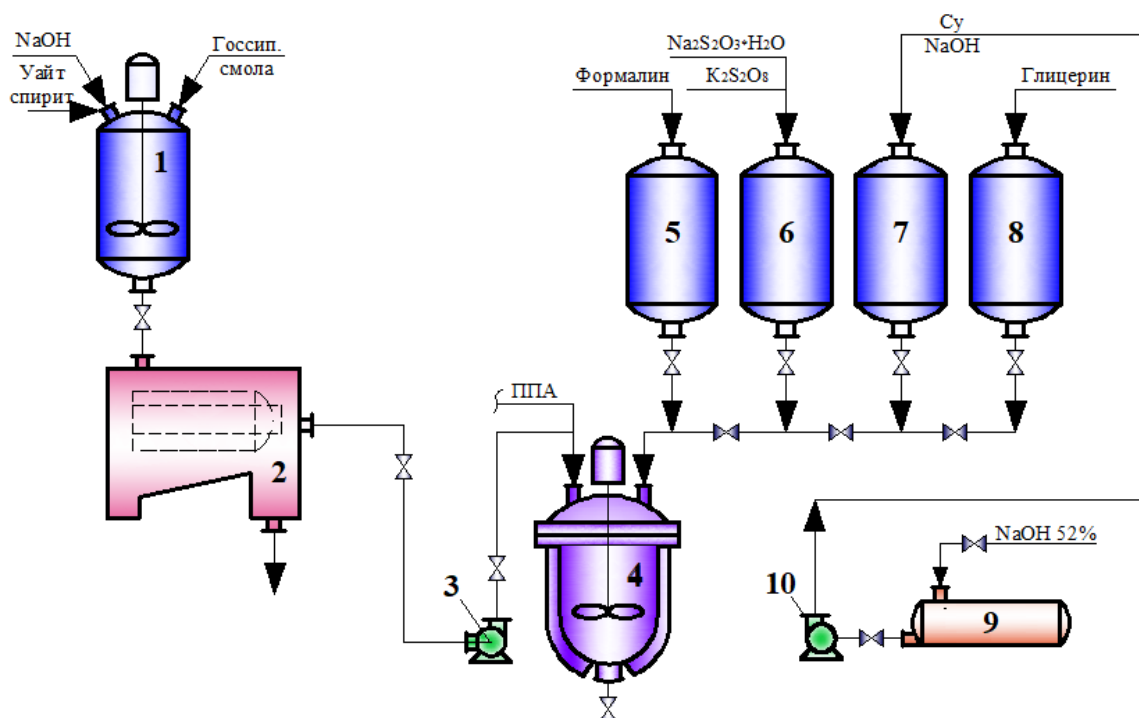 NaOH
Уайт
спирит
Госсип.
смола
1
2
3
ППА
4
Формалин
Na2S2O3+H2O
K2S2O8
Су
NaOH
Глицерин
5
6
7
8
NaOH 52%
9
10